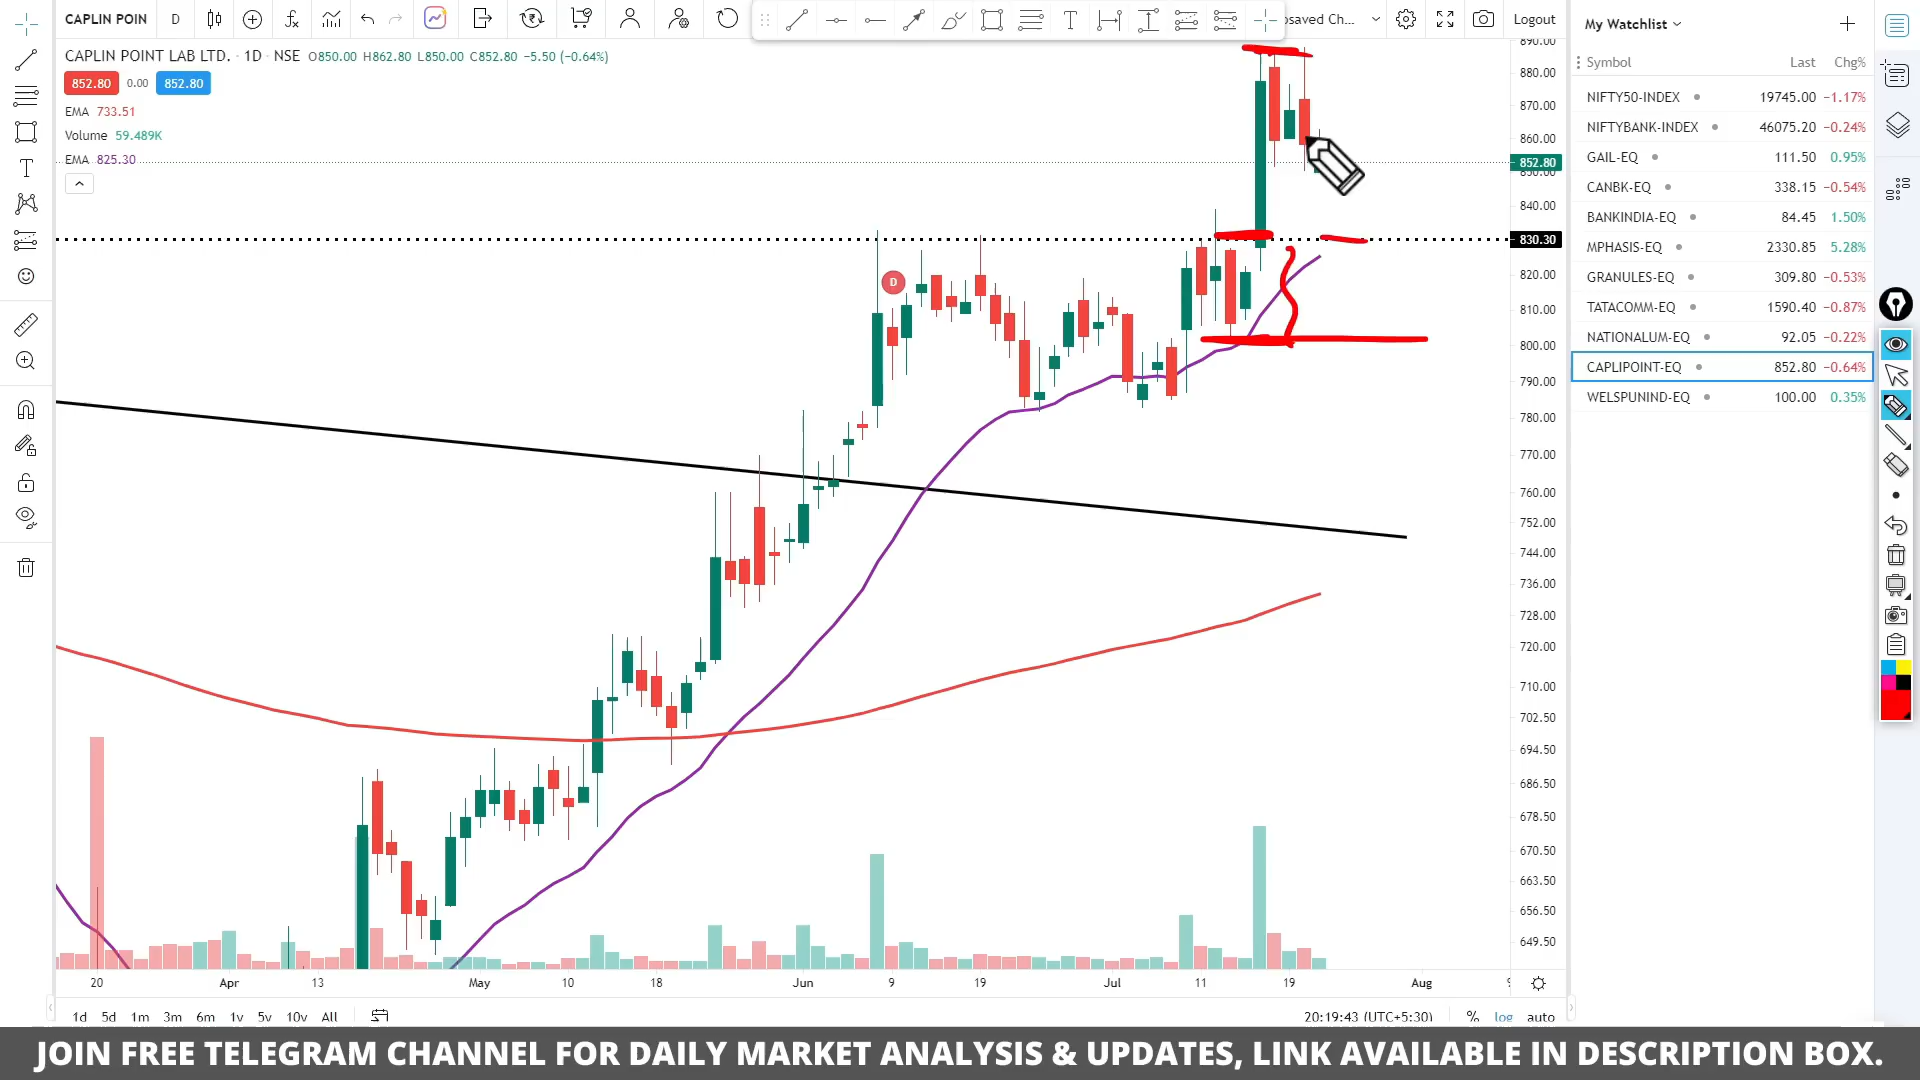 CAPLIN POIN D psaved Ch... Logout
CAPLIN POINT LAB LTD. · 1D · NSE O850.00 H862.80 L850.00 C852.80 −5.50 (−0.64%)
852.80 0.00 852.80
EMA 733.51
Volume 59.489K
EMA 825.30
D
890.00
880.00
870.00
860.00
852.80
850.00
840.00
830.30
820.00
810.00
800.00
790.00
780.00
770.00
760.00
752.00
744.00
736.00
728.00
720.00
710.00
702.50
694.50
686.50
678.50
670.50
663.50
656.50
649.50
20 Apr 13 May 10 18 Jun 9 19 Jul 11 19 Aug
1d 5d 1m 3m 6m 1y 5y 10y All
20:19:43 (UTC+5:30) % log auto
My Watchlist
Symbol Last Chg%
NIFTY50-INDEX 19745.00 −1.17%
NIFTYBANK-INDEX 46075.20 −0.24%
GAIL-EQ 111.50 0.95%
CANBK-EQ 338.15 −0.54%
BANKINDIA-EQ 84.45 1.50%
MPHASIS-EQ 2330.85 5.28%
GRANULES-EQ 309.80 −0.53%
TATACOMM-EQ 1590.40 −0.87%
NATIONALUM-EQ 92.05 −0.22%
CAPLIPOINT-EQ 852.80 −0.64%
WELSPUNIND-EQ 100.00 0.35%
JOIN FREE TELEGRAM CHANNEL FOR DAILY MARKET ANALYSIS & UPDATES, LINK AVAILABLE IN DESCRIPTION BOX.